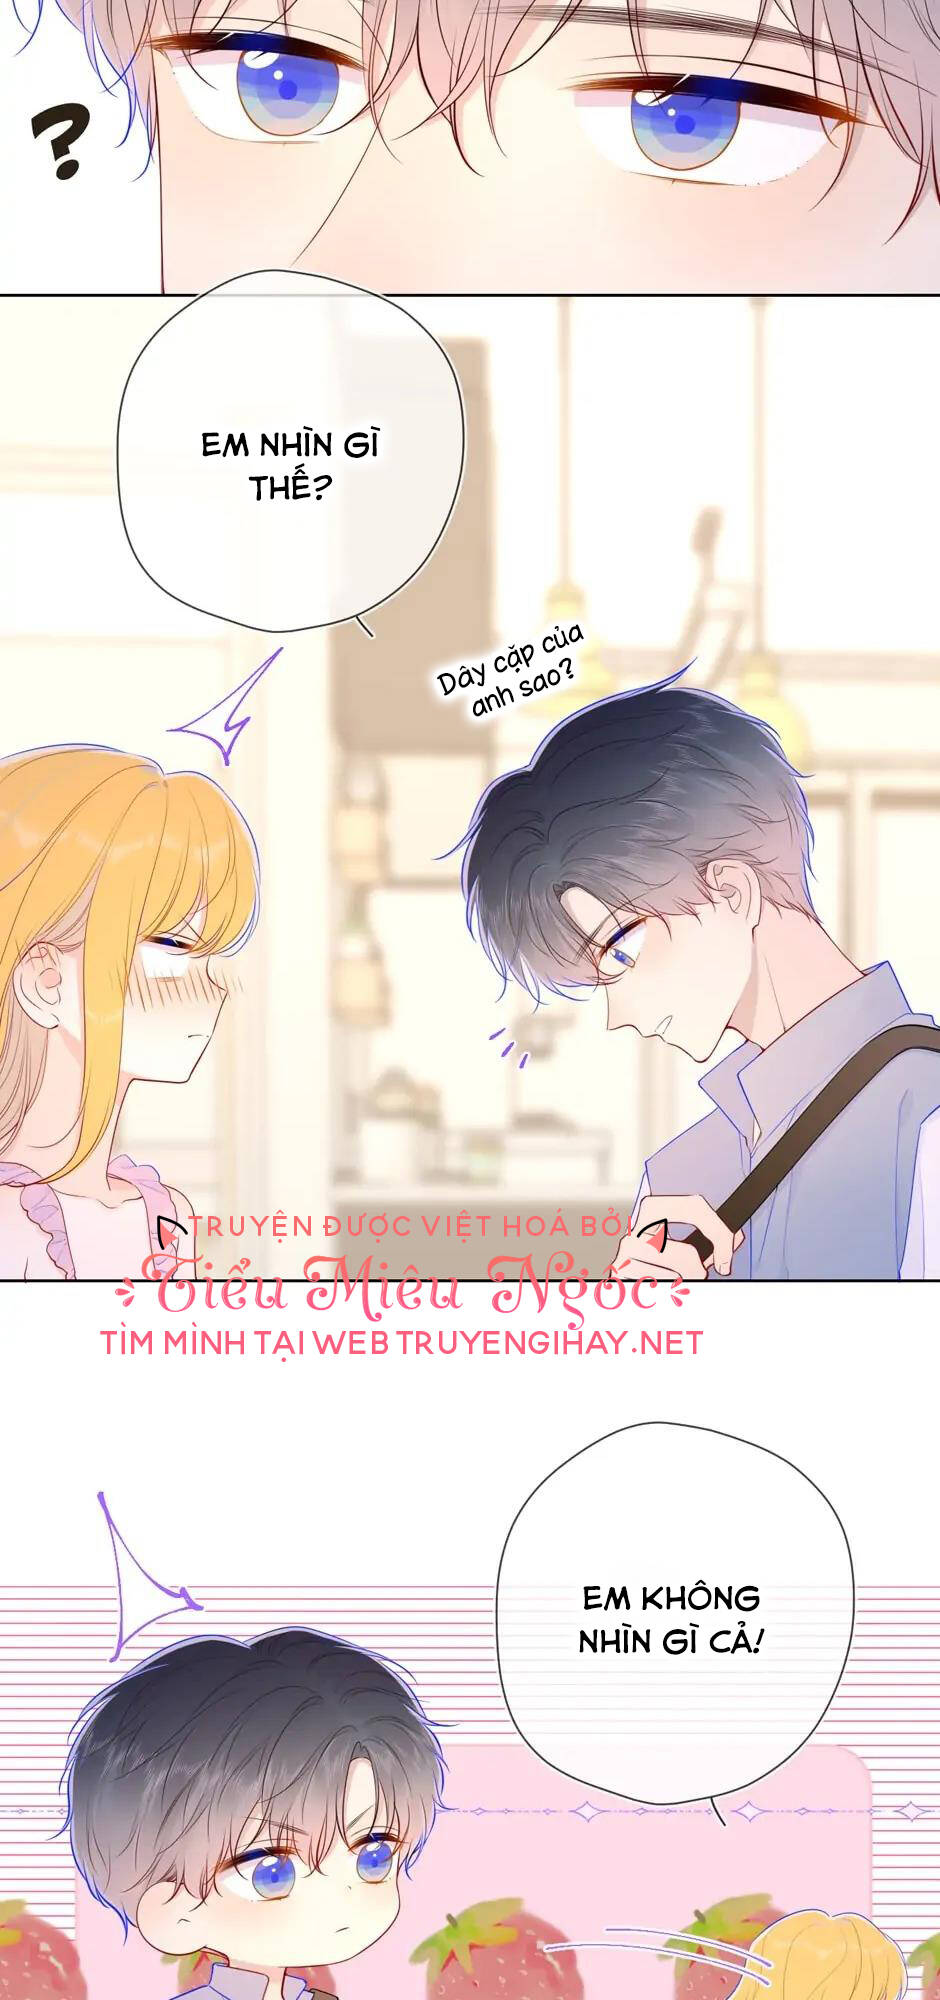 ?
EM NHÌN GÌ
THẾ?
Dây cặp của
anh sao?
TRUYỆN ĐƯỢC VIỆT HOÁ BỞI
Tiểu Miêu Ngốc
TÌM MÌNH TẠI WEB TRUYENGIHAY.NET
EM KHÔNG
NHÌN GÌ CẢ!